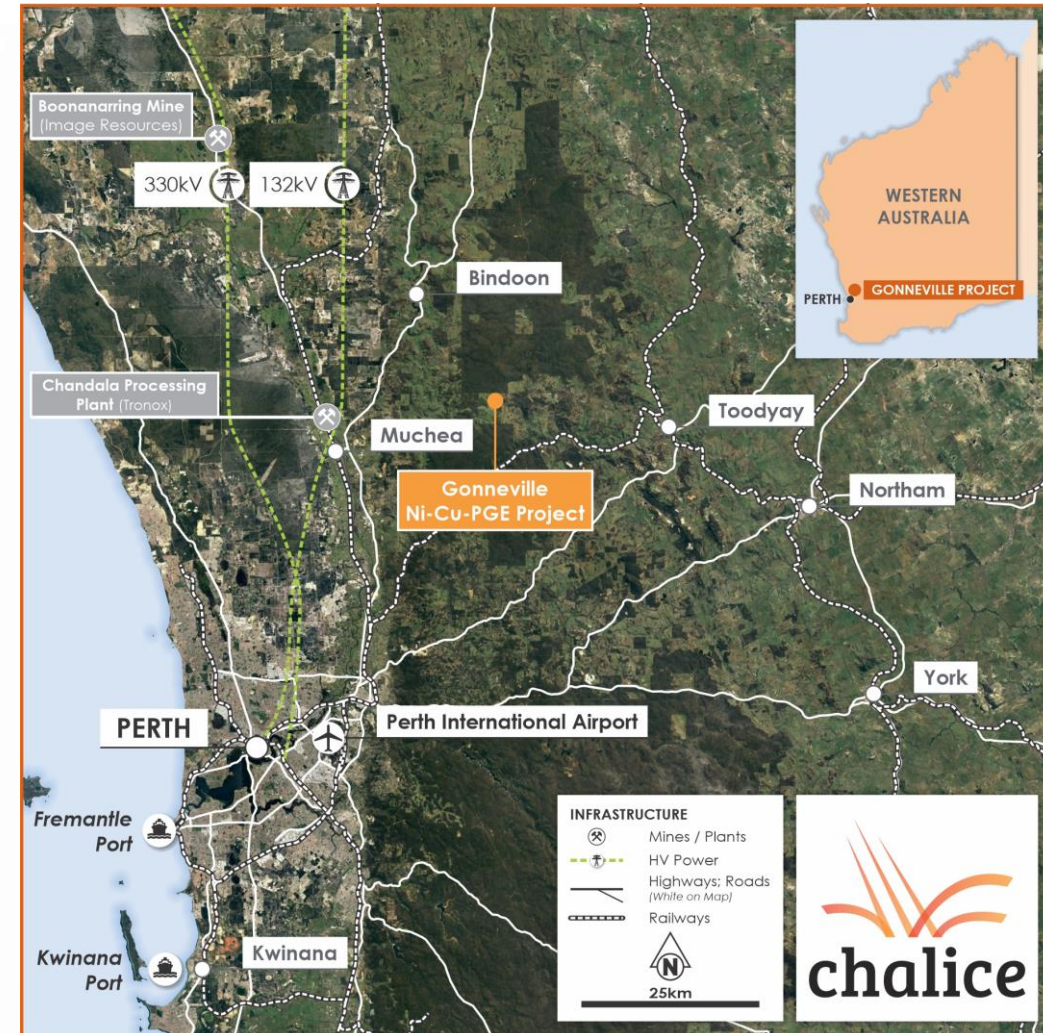 Boonanarring Mine
(Image Resources)
330kV
132kV
Bindoon
WESTERN
AUSTRALIA
PERTH
GONNEVILLE PROJECT
Chandala Processing
Plant (Tronox)
Muchea
Toodyay
Gonneville
Ni-Cu-PGE Project
Northam
York
PERTH
Perth International Airport
Fremantle
Port
Kwinana
Port
Kwinana
INFRASTRUCTURE
Mines / Plants
HV Power
Highways; Roads
(White on Map)
Railways
N
25km
chalice